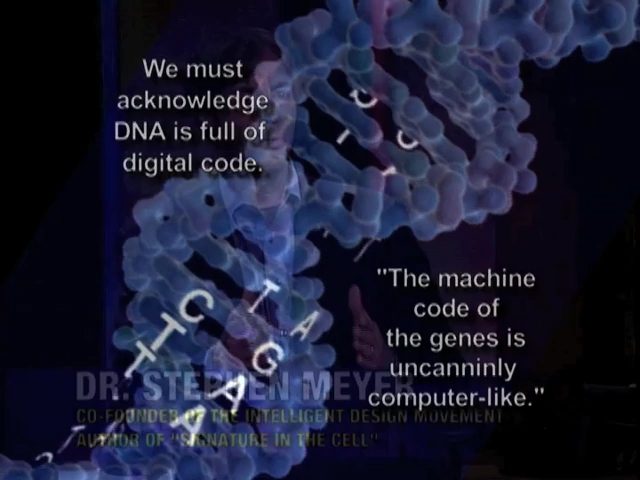 We must
acknowledge
DNA is full of
digital code.
"The machine
code of
the genes is
uncanninly
computer-like."
C
T
T
T
A
G
A
DR. STEPHEN MEYER
CO-FOUNDER OF THE INTELLIGENT DESIGN MOVEMENT
AUTHOR OF "SIGNATURE IN THE CELL"